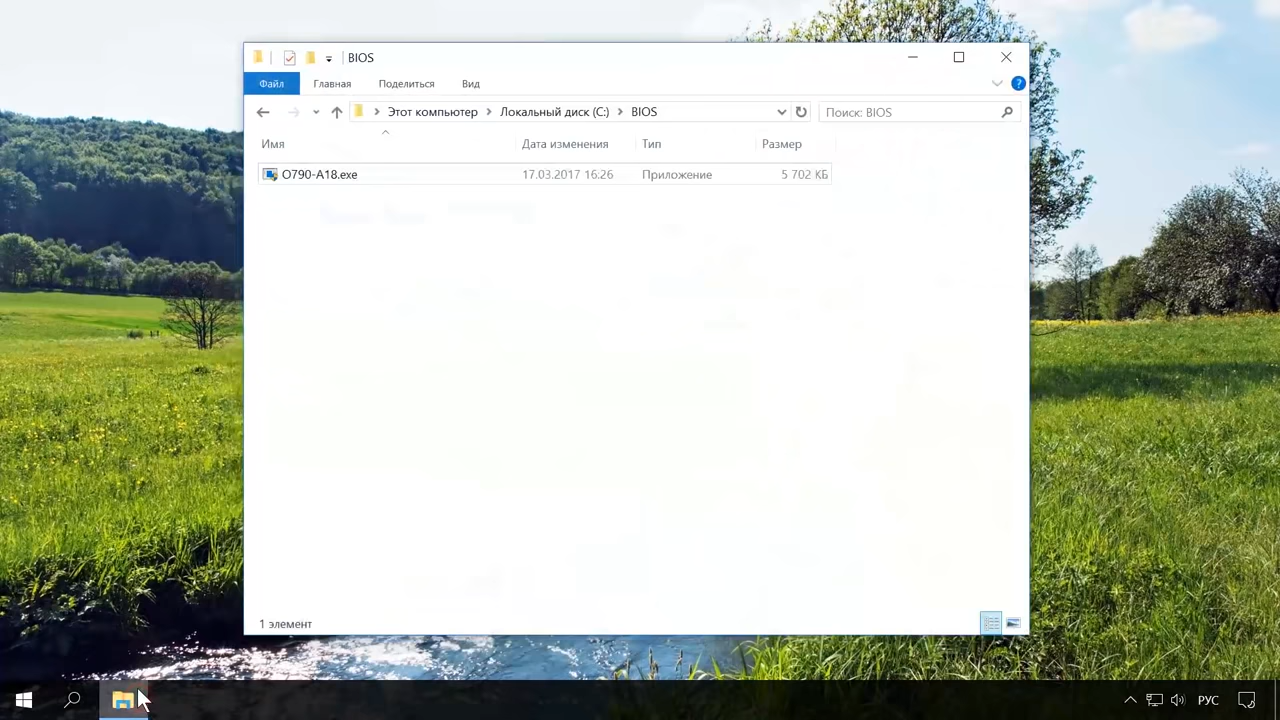 BIOS
Файл Главная Поделиться Вид
Этот компьютер Локальный диск (C:) BIOS Поиск: BIOS
Имя Дата изменения Тип Размер
O790-A18.exe 17.03.2017 16:26 Приложение 5 702 КБ
1 элемент
РУС